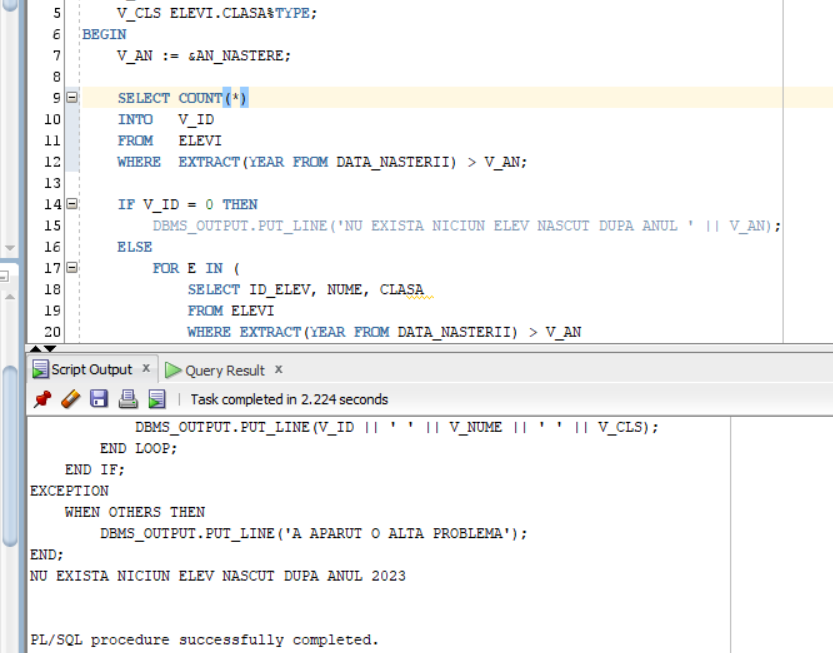 5 V_CLS ELEVI.CLASA%TYPE;
6 BEGIN
7 V_AN := &AN_NASTERE;
8
9 SELECT COUNT(*)
10 INTO V_ID
11 FROM ELEVI
12 WHERE EXTRACT(YEAR FROM DATA_NASTERII) > V_AN;
13
14 IF V_ID = 0 THEN
15 DBMS_OUTPUT.PUT_LINE('NU EXISTA NICIUN ELEV NASCUT DUPA ANUL ' || V_AN);
16 ELSE
17 FOR E IN (
18 SELECT ID_ELEV, NUME, CLASA
19 FROM ELEVI
20 WHERE EXTRACT(YEAR FROM DATA_NASTERII) > V_AN
Script Output x Query Result x
Task completed in 2.224 seconds
DBMS_OUTPUT.PUT_LINE(V_ID || ' ' || V_NUME || ' ' || V_CLS);
END LOOP;
END IF;
EXCEPTION
WHEN OTHERS THEN
DBMS_OUTPUT.PUT_LINE('A APARUT O ALTA PROBLEMA');
END;
NU EXISTA NICIUN ELEV NASCUT DUPA ANUL 2023
PL/SQL procedure successfully completed.